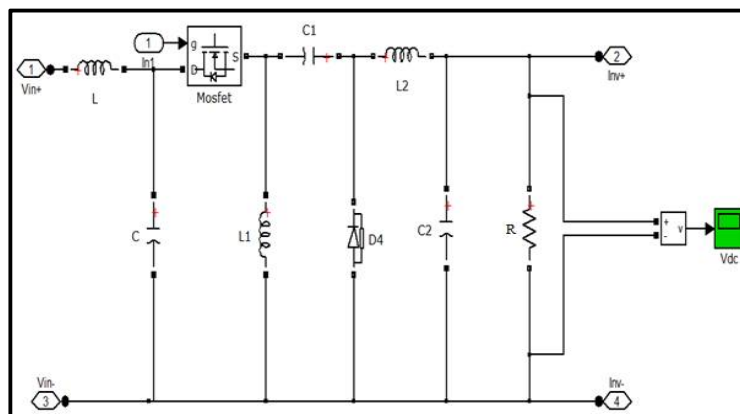 C1
1
g
S
1
In1
D
2
Vin+
L
Mosfet
L2
Inv+
C
L1
D4
C2
R
+
-
v
Vdc
Vin-
Inv-
3
4